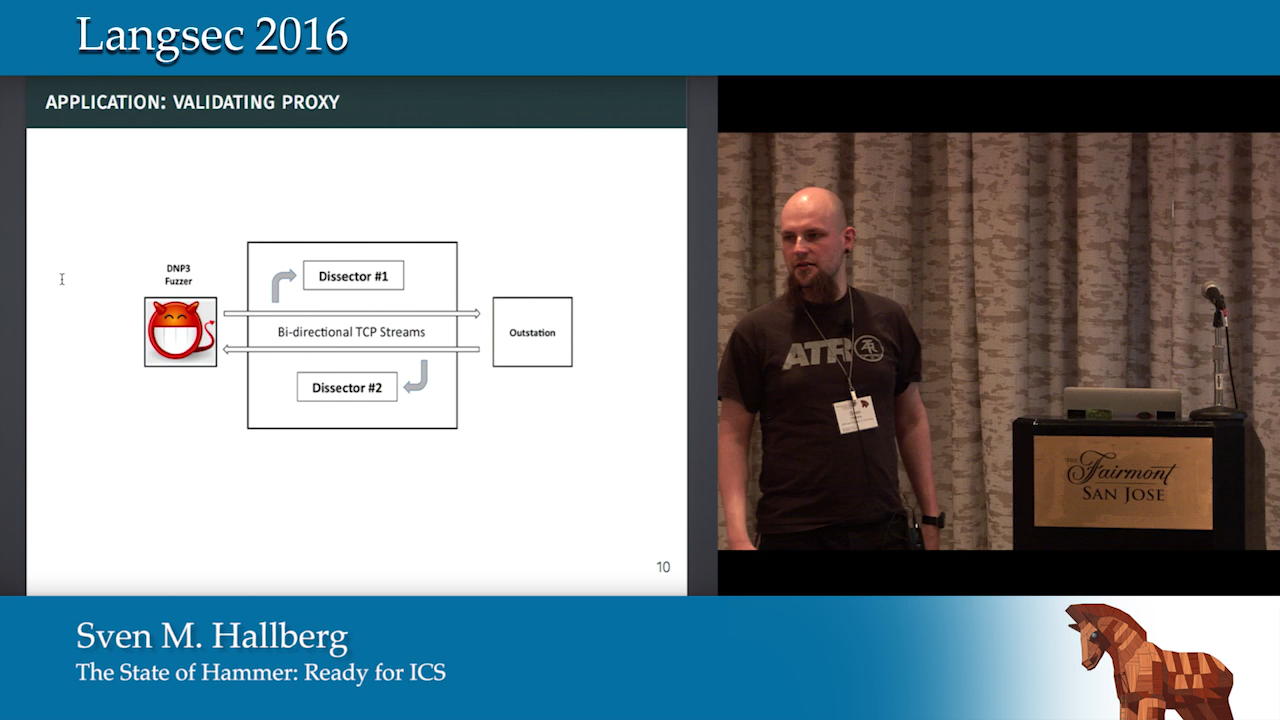 Langsec 2016
APPLICATION: VALIDATING PROXY
DNP3
Fuzzer
Dissector #1
Bi-directional TCP Streams
Outstation
Dissector #2
10
ATR
THE
Fairmont
SAN JOSE
Sven M. Hallberg
The State of Hammer: Ready for ICS